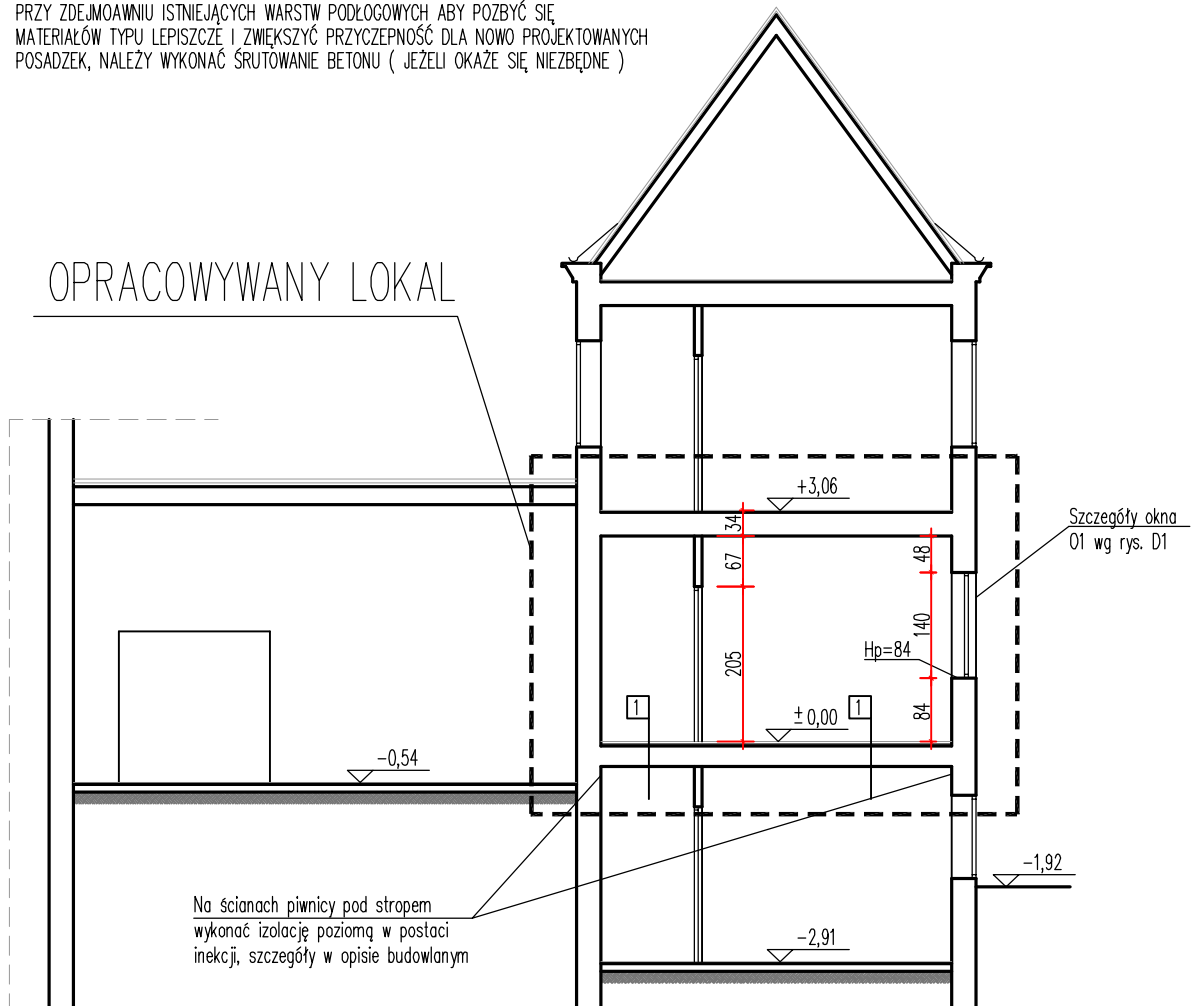 PRZY ZDEJMOAWNIU ISTNIEJĄCYCH WARSTW PODŁOGOWYCH ABY POZBYĆ SIĘ
MATERIAŁÓW TYPU LEPISZCZE I ZWIĘKSZYĆ PRZYCZEPNOŚĆ DLA NOWO PROJEKTOWANYCH
POSADZEK, NALEŻY WYKONAĆ ŚRUTOWANIE BETONU ( JEŻELI OKAŻE SIĘ NIEZBĘDNE )
OPRACOWYWANY LOKAL
+3,06
34
67
205
48
140
84
Hp=84
Szczegóły okna
O1 wg rys. D1
1
1
± 0,00
-0,54
-1,92
Na ścianach piwnicy pod stropem
wykonać izolację poziomą w postaci
inekcji, szczegóły w opisie budowlanym
-2,91